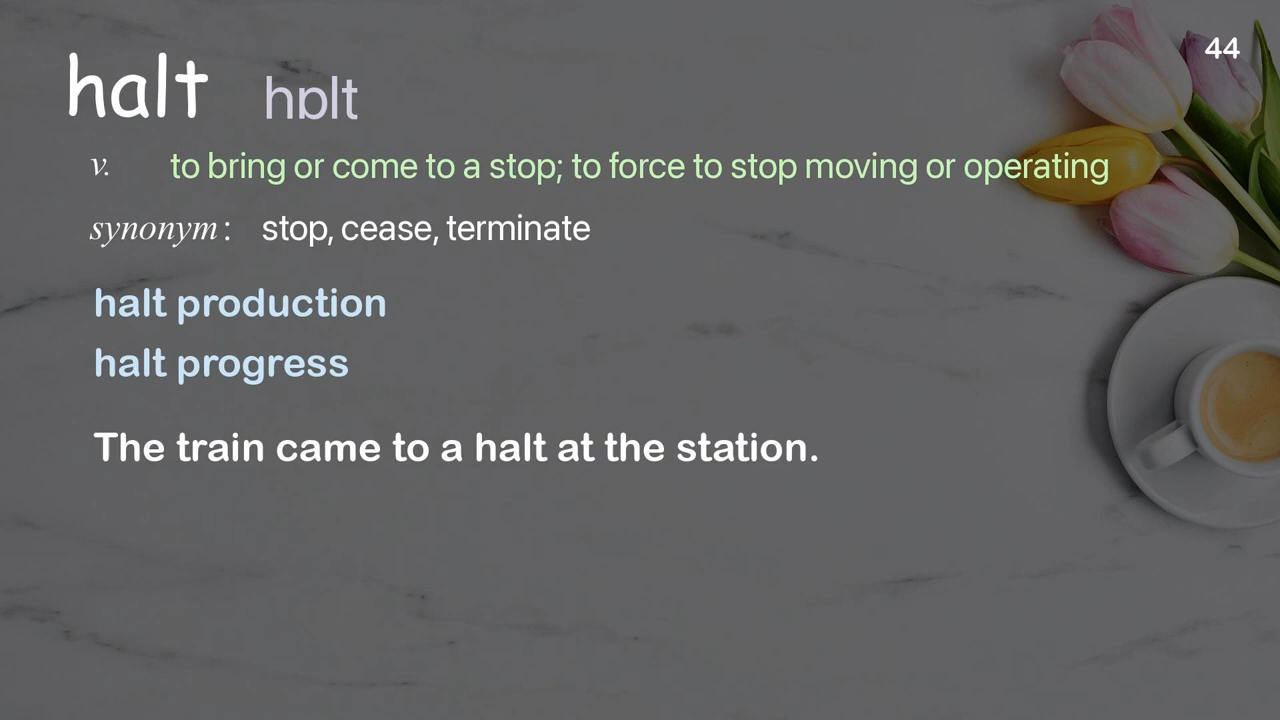 44
halt hɒlt
v. to bring or come to a stop; to force to stop moving or operating
synonym : stop, cease, terminate
halt production
halt progress
The train came to a halt at the station.